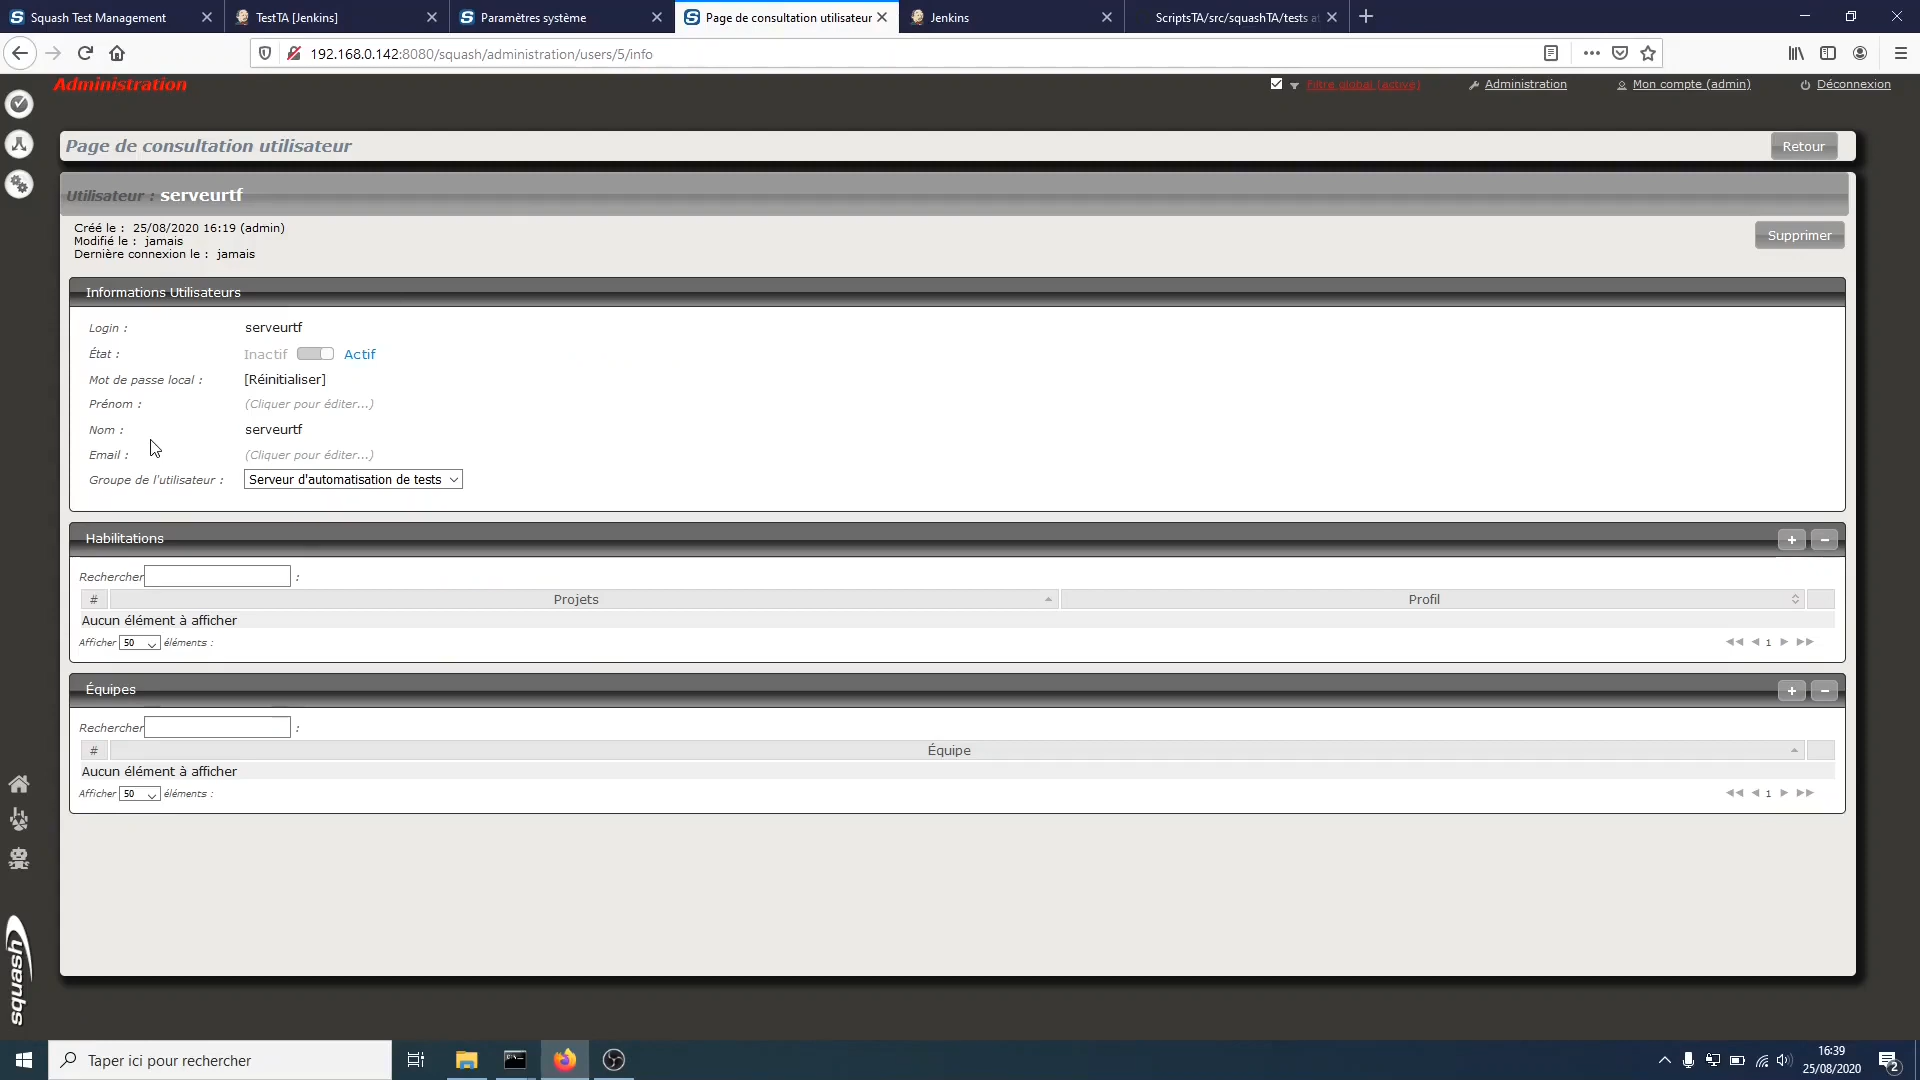 Squash Test Management
TestTA [Jenkins]
Paramètres système
Page de consultation utilisateur
Jenkins
ScriptsTA/src/squashTA/tests at
192.168.0.142:8080/squash/administration/users/5/info
Administration
Filtre global (activé)
Administration
Mon compte (admin)
Déconnexion
Page de consultation utilisateur
Retour
Utilisateur : serveurtf
Créé le : 25/08/2020 16:19 (admin)
Modifié le : jamais
Dernière connexion le : jamais
Supprimer
Informations Utilisateurs
Login : serveurtf
État : Inactif Actif
Mot de passe local : [Réinitialiser]
Prénom : (Cliquer pour éditer...)
Nom : serveurtf
Email : (Cliquer pour éditer...)
Groupe de l'utilisateur : Serveur d'automatisation de tests
Habilitations
+ -
Rechercher :
# Projets Profil
Aucun élément à afficher
Afficher 50 éléments :
1
Équipes
+ -
Rechercher :
# Équipe
Aucun élément à afficher
Afficher 50 éléments :
1
squash
Taper ici pour rechercher
16:39
25/08/2020
2